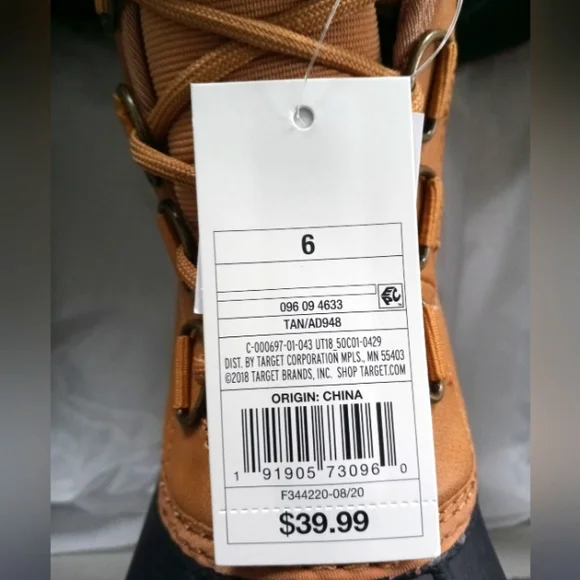 6
096 09 4633
TAN/AD948
C-000697-01-043 UT18_50C01-0429
DIST. BY TARGET CORPORATION MPLS., MN 55403
©2018 TARGET BRANDS, INC. SHOP TARGET.COM
ORIGIN: CHINA
1 91905 73096 0
F344220-08/20
$39.99